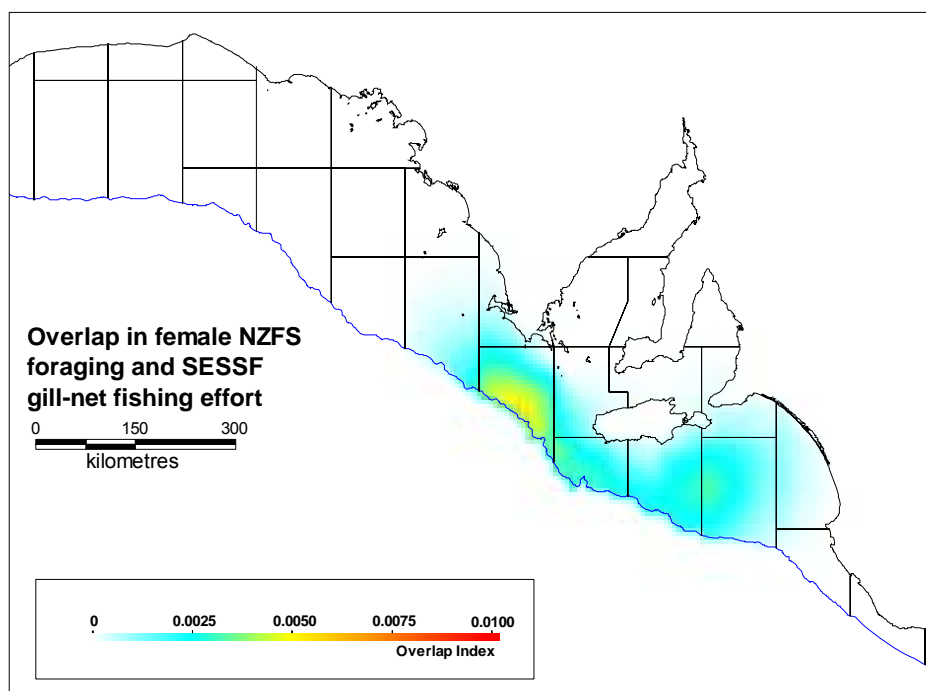 Overlap in female NZFS
foraging and SESSF
gill-net fishing effort
0 150 300
kilometres
0 0.0025 0.0050 0.0075 0.0100
Overlap Index